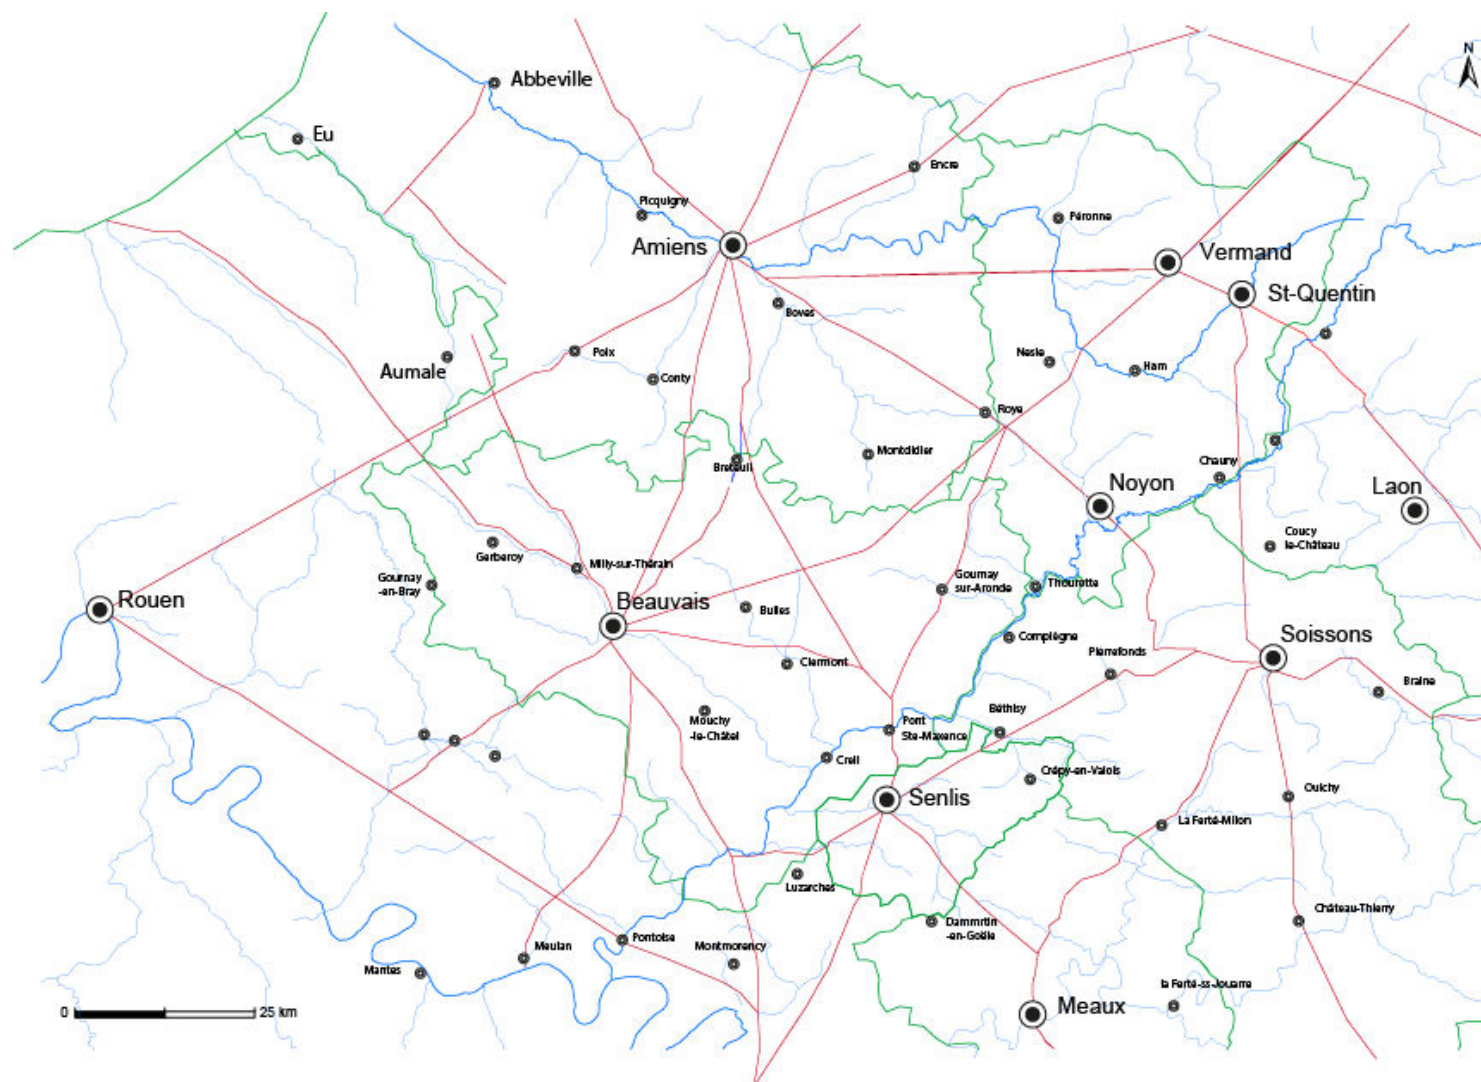 N
Abbeville
Eu
Encre
Picquigny
Péronne
Amiens
Vermand
St-Quentin
Boves
Poix
Nesle
Ham
Aumale
Conty
Roye
Montdidier
Breteuil
Chauny
Noyon
Laon
Coucy
le-Château
Gerberoy
Milly-sur-Thérain
Gournay
-en-Bray
Gournay
sur-Aronde
Thourotte
Rouen
Beauvais
Bulles
Compiègne
Soissons
Clermont
Pierrefonds
Braine
Mouchy
-le-Châtel
Pont
Ste-Maxence
Béthisy
Creil
Crépy-en-Valois
Senlis
Oulchy
La Ferté-Milon
Luzarches
Dammrtin
-en-Goële
Château-Thierry
Pontoise
Meulan
Montmorency
Mantes
la Ferté-ss-Jouarre
Meaux
0
25 km